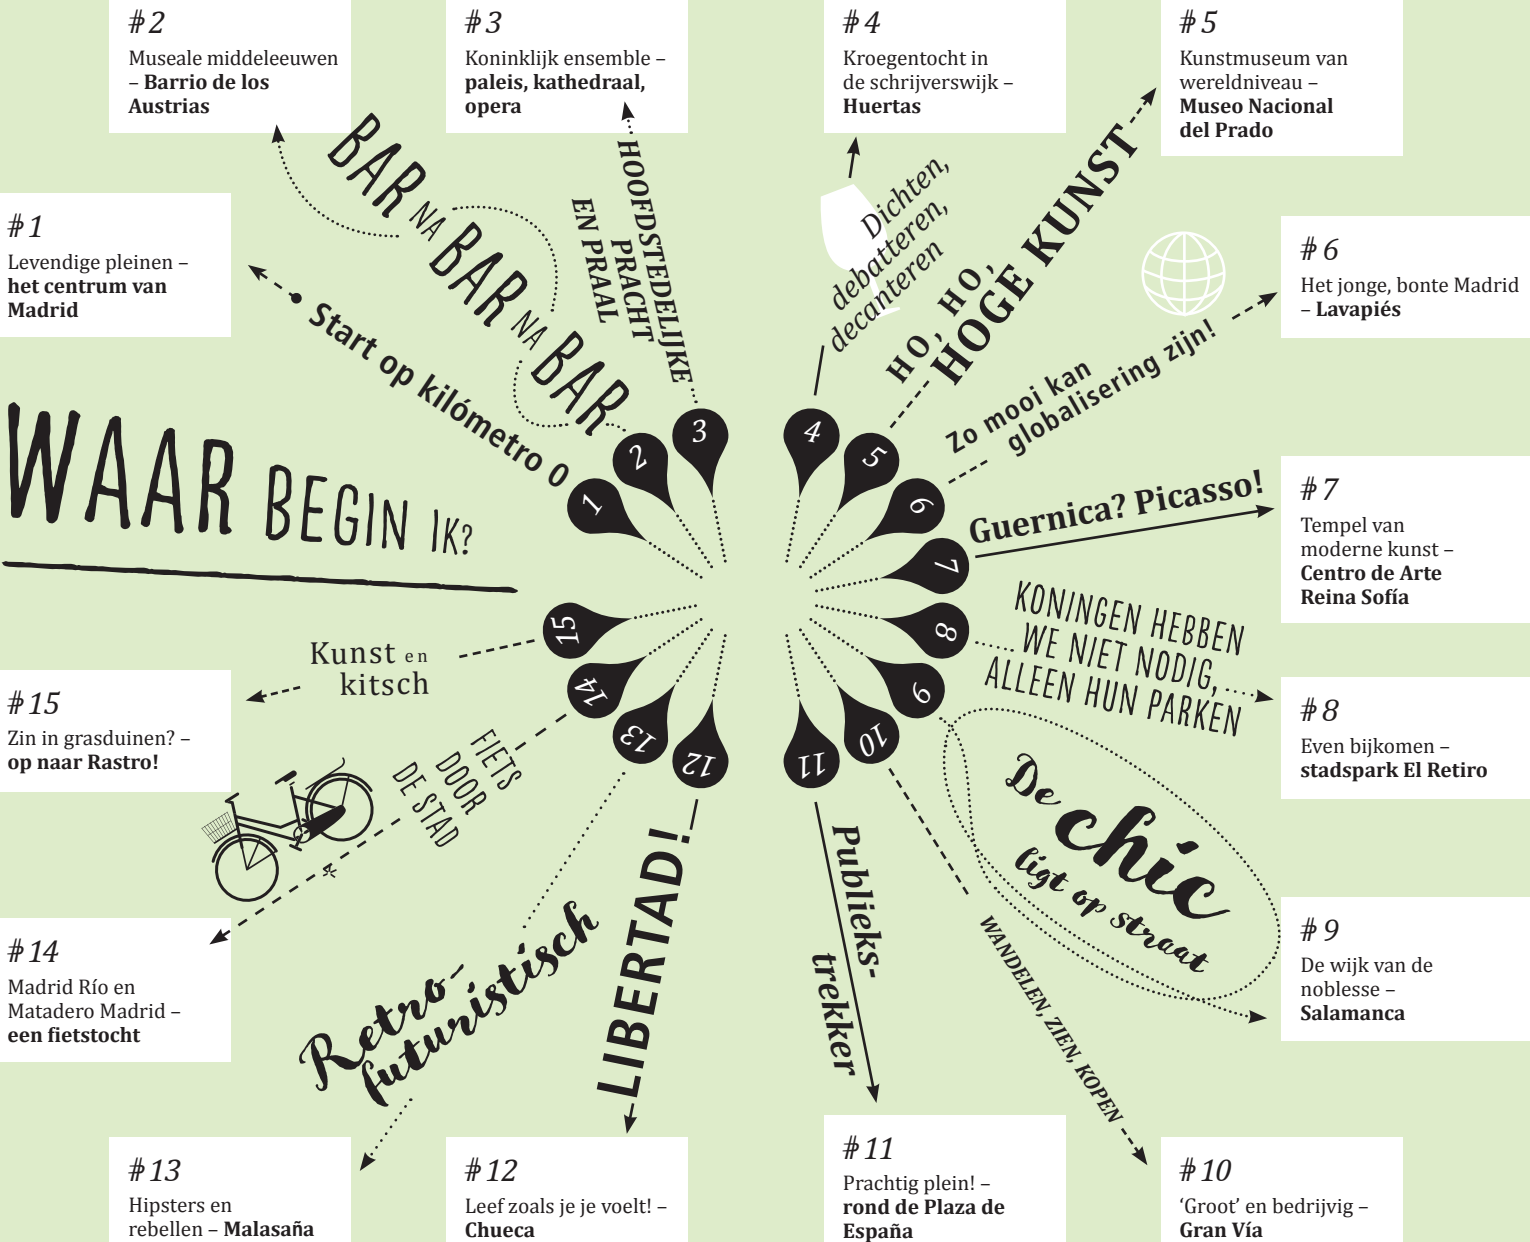 #2
Museale middeleeuwen
– Barrio de los
Austrias
#3
Koninklijk ensemble –
paleis, kathedraal,
opera
#4
Kroegentocht in
de schrijverswijk –
Huertas
#5
Kunstmuseum van
wereldniveau –
Museo Nacional
del Prado
#1
Levendige pleinen –
het centrum van
Madrid
#6
Het jonge, bonte Madrid
– Lavapiés
Start op kilómetro 0
BAR NA BAR NA BAR
HOOFDSTEDELIJKE
PRACHT
EN PRAAL
Dichten,
debatteren,
decanteren
HO, HO,
HOGE KUNST
Zo mooi kan
globalisering zijn!
WAAR BEGIN IK?
1
2
3
4
5
6
7
8
9
10
11
12
13
14
15
Guernica? Picasso!
#7
Tempel van
moderne kunst –
Centro de Arte
Reina Sofía
KONINGEN HEBBEN
WE NIET NODIG,
ALLEEN HUN PARKEN
#8
Even bijkomen –
stadspark El Retiro
Kunst en
kitsch
#15
Zin in grasduinen? –
op naar Rastro!
FIETS
DOOR
DE STAD
De chic
ligt op straat
#9
De wijk van de
noblesse –
Salamanca
#14
Madrid Río en
Matadero Madrid –
een fietstocht
Retro-
futuristisch
LIBERTAD!
Publieks-
trekker
WANDELEN, ZIEN, KOPEN
#13
Hipsters en
rebellen – Malasaña
#12
Leef zoals je je voelt! –
Chueca
#11
Prachtig plein! –
rond de Plaza de
España
#10
‘Groot’ en bedrijvig –
Gran Vía